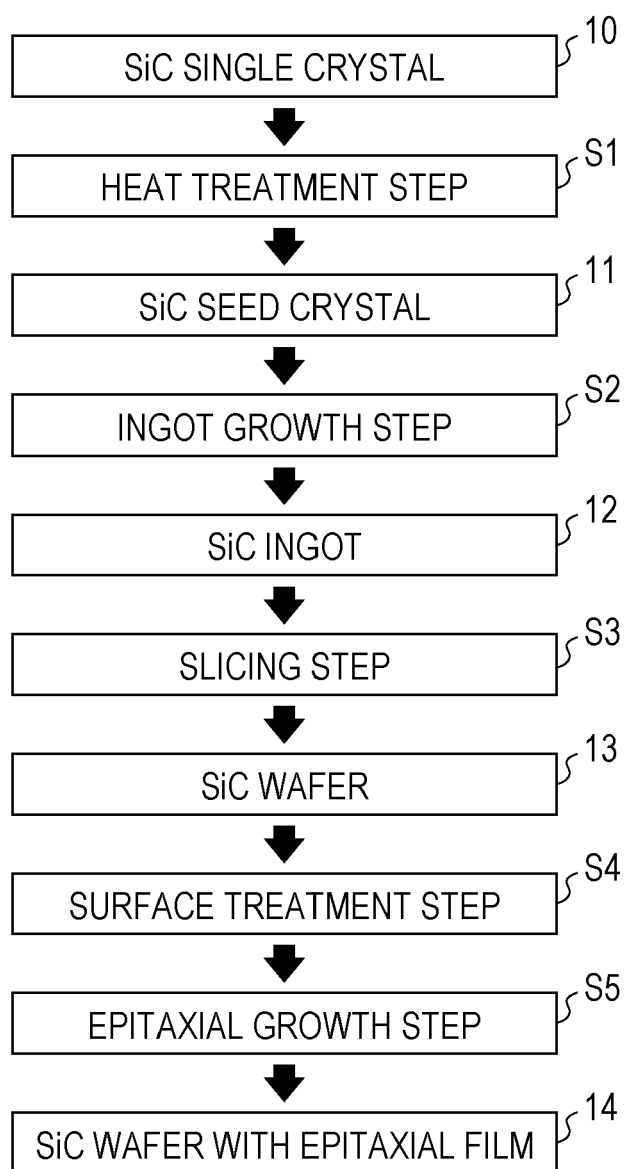 10
SiC SINGLE CRYSTAL
S1
HEAT TREATMENT STEP
11
SiC SEED CRYSTAL
S2
INGOT GROWTH STEP
12
SiC INGOT
S3
SLICING STEP
13
SiC WAFER
S4
SURFACE TREATMENT STEP
S5
EPITAXIAL GROWTH STEP
14
SiC WAFER WITH EPITAXIAL FILM